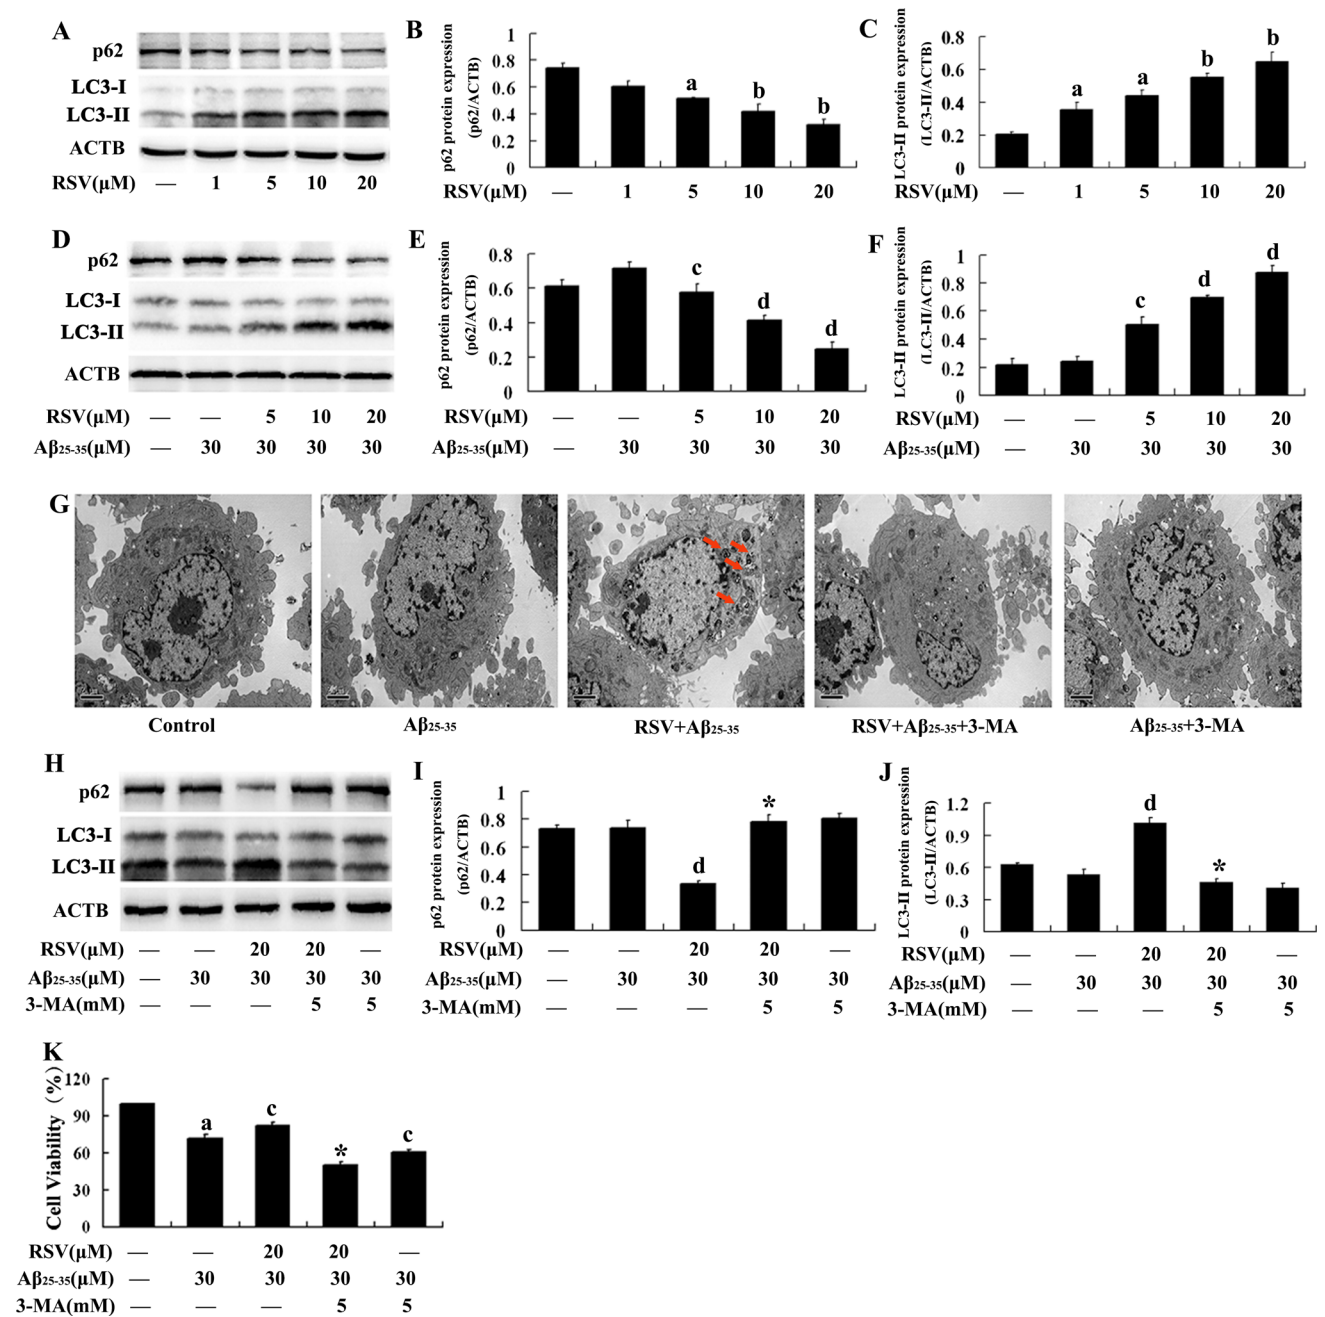 A
p62
LC3-I
LC3-II
ACTB
RSV(μM) — 1 5 10 20
B
p62 protein expression
(p62/ACTB)
1
0.8
0.6
0.4
0.2
0
a b b
RSV(μM) — 1 5 10 20
C
LC3-II protein expression
(LC3-II/ACTB)
0.8
0.6
0.4
0.2
0
a a b b
RSV(μM) — 1 5 10 20
D
p62
LC3-I
LC3-II
ACTB
RSV(μM) — — 5 10 20
Aβ25-35(μM) — 30 30 30 30
E
p62 protein expression
(p62/ACTB)
0.8
0.6
0.4
0.2
0
c d d
RSV(μM) — — 5 10 20
Aβ25-35(μM) — 30 30 30 30
F
LC3-II protein expression
(LC3-II/ACTB)
1
0.8
0.6
0.4
0.2
0
c d d
RSV(μM) — — 5 10 20
Aβ25-35(μM) — 30 30 30 30
G
Control
Aβ25-35
RSV+Aβ25-35
RSV+Aβ25-35+3-MA
Aβ25-35+3-MA
H
p62
LC3-I
LC3-II
ACTB
RSV(μM) — — 20 20 —
Aβ25-35(μM) — 30 30 30 30
3-MA(mM) — — — 5 5
I
p62 protein expression
(p62/ACTB)
1
0.8
0.6
0.4
0.2
0
d *
RSV(μM) — — 20 20 —
Aβ25-35(μM) — 30 30 30 30
3-MA(mM) — — — 5 5
J
LC3-II protein expression
(LC3-II/ACTB)
1.2
0.9
0.6
0.3
0
d *
RSV(μM) — — 20 20 —
Aβ25-35(μM) — 30 30 30 30
3-MA(mM) — — — 5 5
K
Cell Viability (%)
120
90
60
30
0
a c * c
RSV(μM) — — 20 20 —
Aβ25-35(μM) — 30 30 30 30
3-MA(mM) — — — 5 5